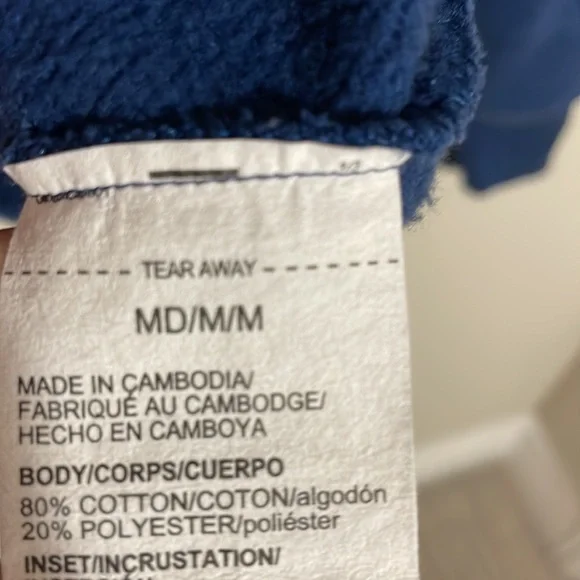 TEAR AWAY
MD/M/M
MADE IN CAMBODIA/
FABRIQUÉ AU CAMBODGE/
HECHO EN CAMBOYA
BODY/CORPS/CUERPO
80% COTTON/COTON/algodón
20% POLYESTER/poliéster
INSET/INCRUSTATION/